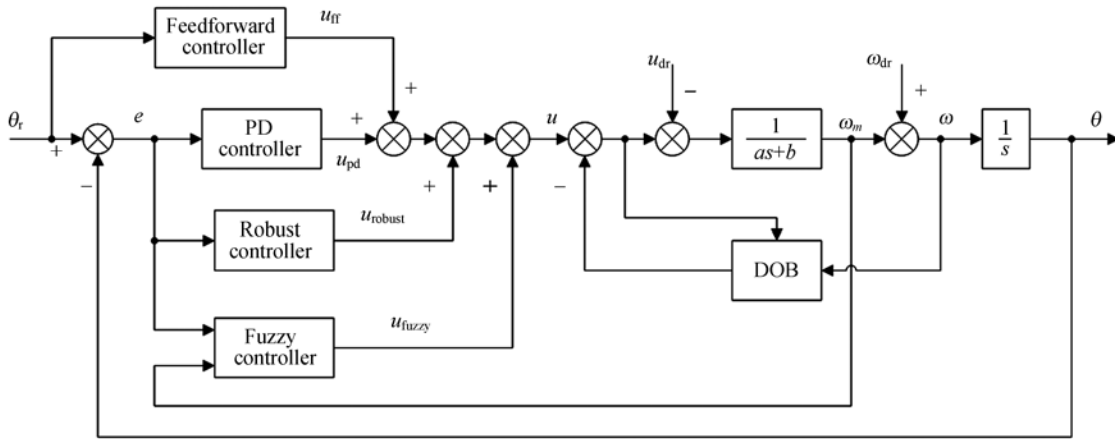 Feedforward
controller
u_ff
+
θ_r
+
−
e
PD
controller
+
u_pd
Robust
controller
u_robust
+
Fuzzy
controller
u_fuzzy
+
u
−
u_dr
−
1
as+b
ω_m
ω_dr
+
ω
1
s
θ
DOB